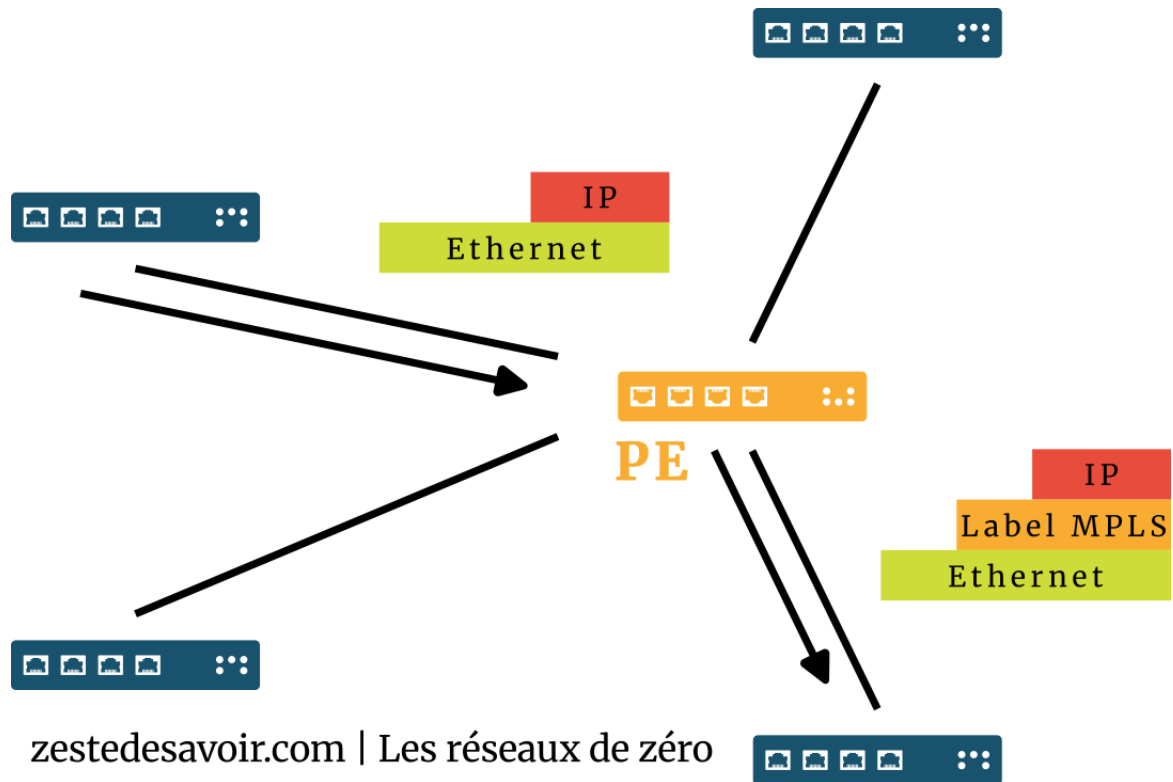 IP
Ethernet
PE
IP
Label MPLS
Ethernet
zestedesavoir.com | Les réseaux de zéro